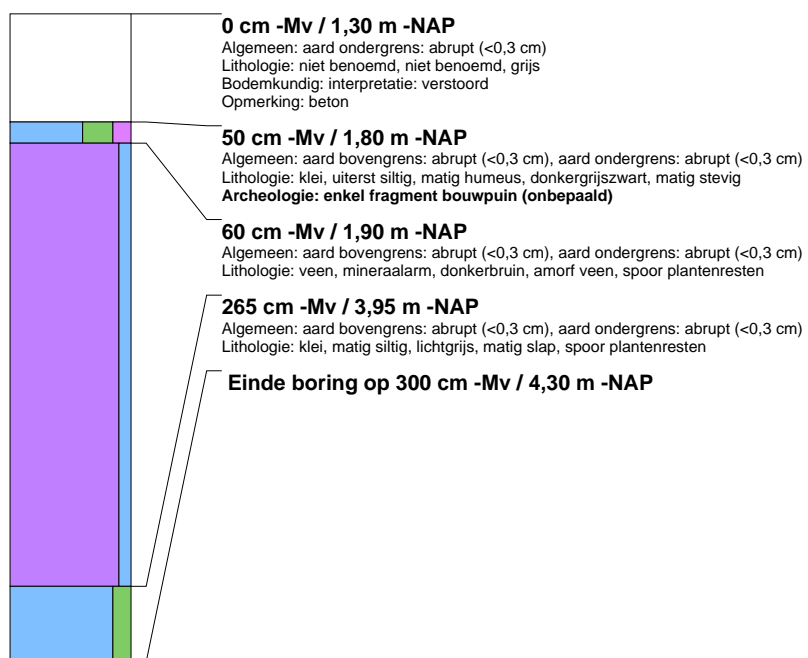 0 cm -Mv / 1,30 m -NAP
Algemeen: aard ondergrens: abrupt (<0,3 cm)
Lithologie: niet benoemd, niet benoemd, grijs
Bodemkundig: interpretatie: verstoord
Opmerking: beton
50 cm -Mv / 1,80 m -NAP
Algemeen: aard bovengrens: abrupt (<0,3 cm), aard ondergrens: abrupt (<0,3 cm)
Lithologie: klei, uiterst siltig, matig humeus, donkergrijszwart, matig stevig
Archeologie: enkel fragment bouwpuin (onbepaald)
60 cm -Mv / 1,90 m -NAP
Algemeen: aard bovengrens: abrupt (<0,3 cm), aard ondergrens: abrupt (<0,3 cm)
Lithologie: veen, mineraalarm, donkerbruin, amorf veen, spoor plantenresten
265 cm -Mv / 3,95 m -NAP
Algemeen: aard bovengrens: abrupt (<0,3 cm), aard ondergrens: abrupt (<0,3 cm)
Lithologie: klei, matig siltig, lichtgrijs, matig slap, spoor plantenresten
Einde boring op 300 cm -Mv / 4,30 m -NAP